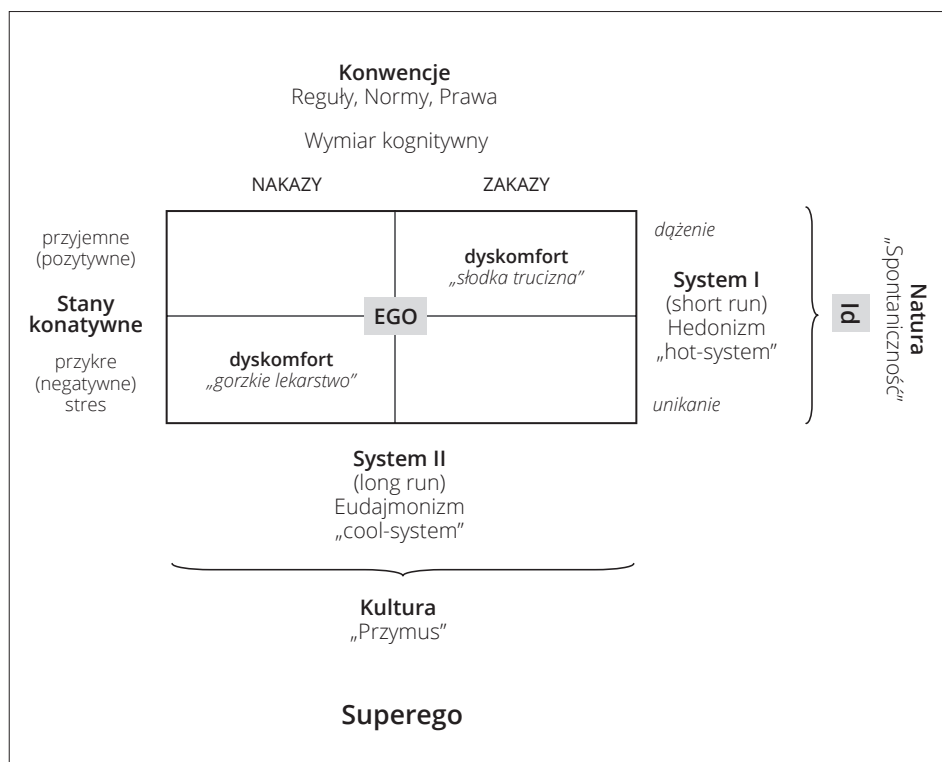 Konwencje
Reguły, Normy, Prawa
Wymiar kognitywny
NAKAZY
ZAKAZY
przyjemne
(pozytywne)
Stany
konatywne
przykre
(negatywne)
stres
dyskomfort
„słodka trucizna”
EGO
dyskomfort
„gorzkie lekarstwo”
dążenie
System I
(short run)
Hedonizm
„hot-system”
unikanie
Id
Natura
„Spontaniczność”
System II
(long run)
Eudajmonizm
„cool-system”
Kultura
„Przymus”
Superego